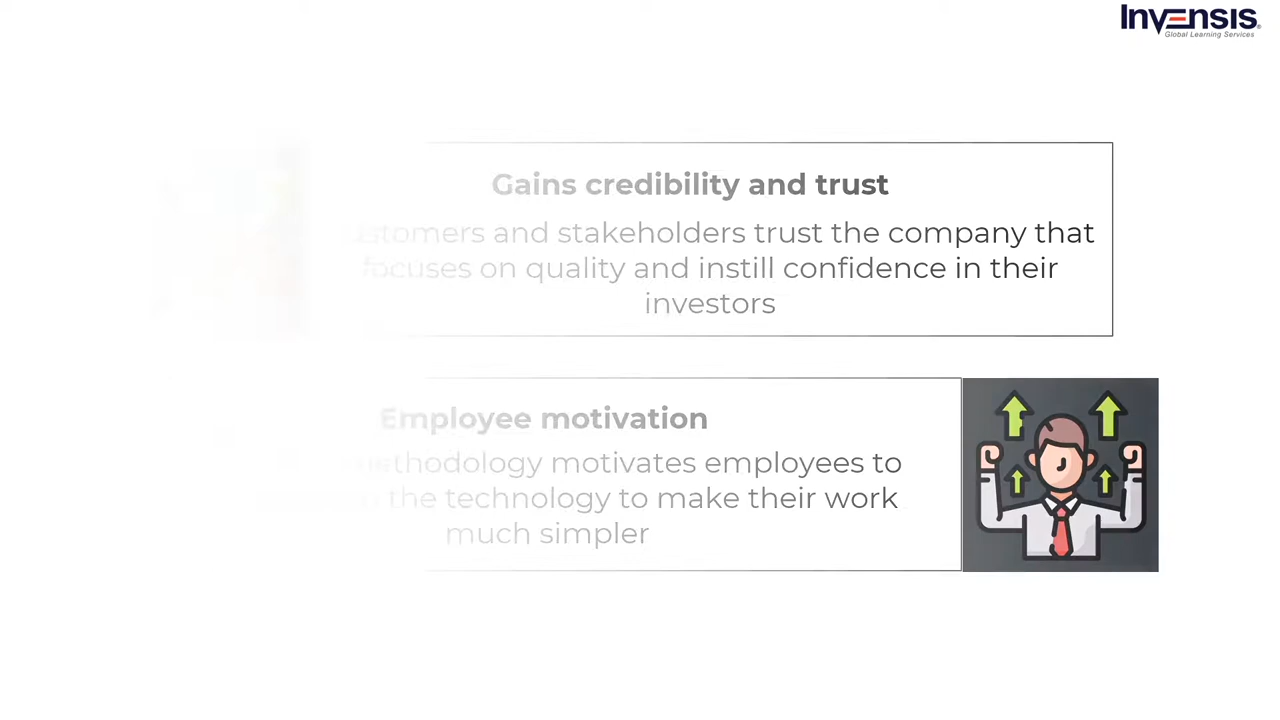 Invensis
Global Learning Services
Gains credibility and trust
customers and stakeholders trust the company that
focuses on quality and instill confidence in their
investors
Employee motivation
methodology motivates employees to
the technology to make their work
much simpler